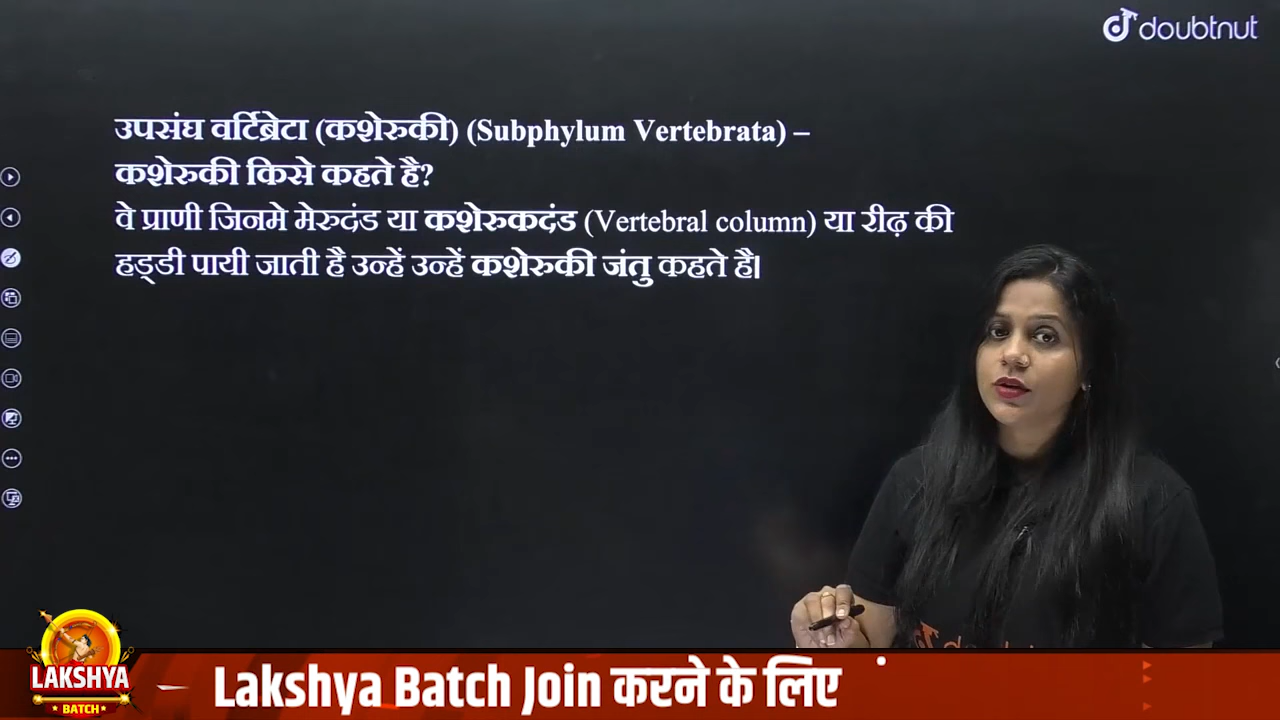 doubtnut
उपसंघ वर्टिब्रेटा (कशेरुकी) (Subphylum Vertebrata) –
कशेरुकी किसे कहते है?
वे प्राणी जिनमे मेरुदंड या कशेरुकदंड (Vertebral column) या रीढ़ की
हड्डी पायी जाती है उन्हें उन्हें कशेरुकी जंतु कहते है।
LAKSHYA
BATCH
Lakshya Batch Join करने के लिए